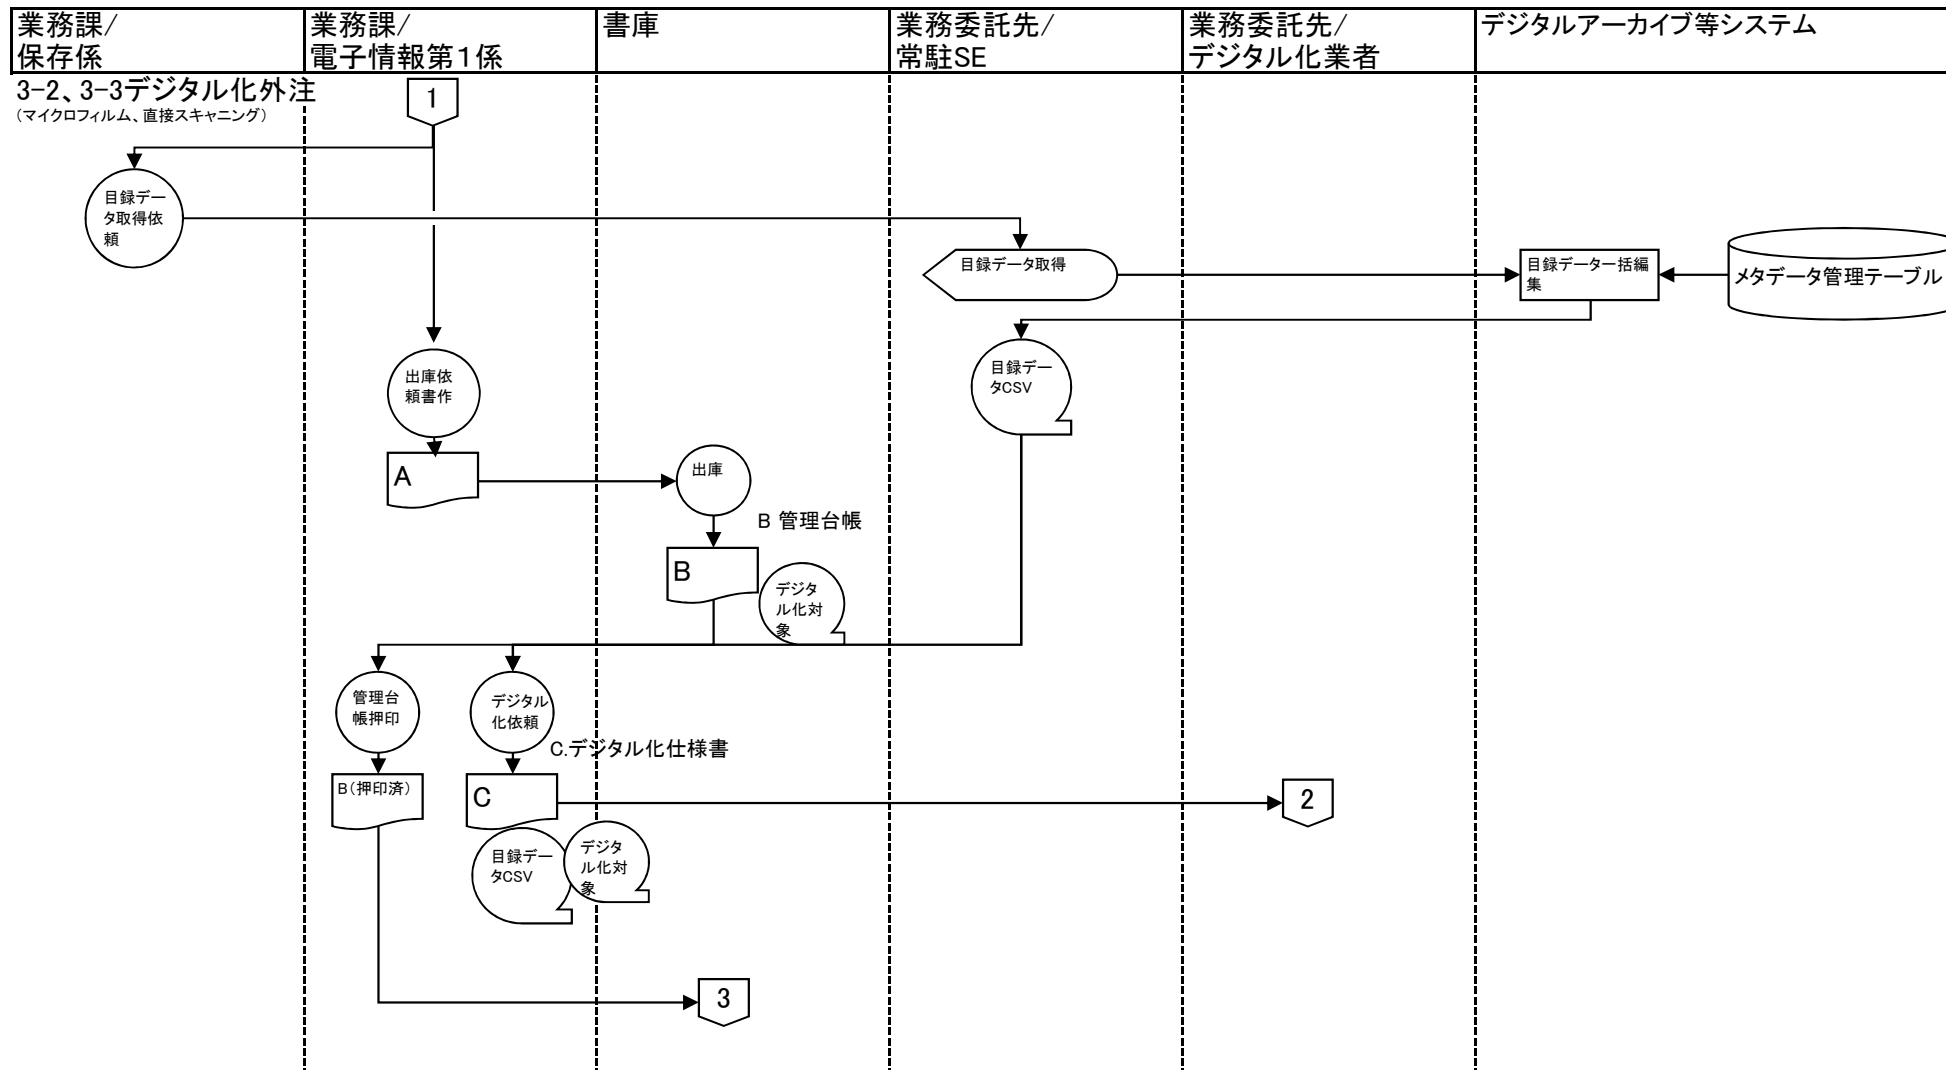 業務課/
保存係
業務課/
電子情報第1係
書庫
業務委託先/
常駐SE
業務委託先/
デジタル化業者
デジタルアーカイブ等システム
3-2、3-3デジタル化外注
(マイクロフィルム、直接スキャニング)
1
目録デー
タ取得依
頼
目録データ取得
目録データ一括編
集
メタデータ管理テーブル
出庫依
頼書作
目録デー
タCSV
A
出庫
B 管理台帳
B
デジタ
ル化対
象
管理台
帳押印
デジタル
化依頼
C.デジタル化仕様書
B(押印済)
C
2
目録デー
タCSV
デジタ
ル化対
象
3